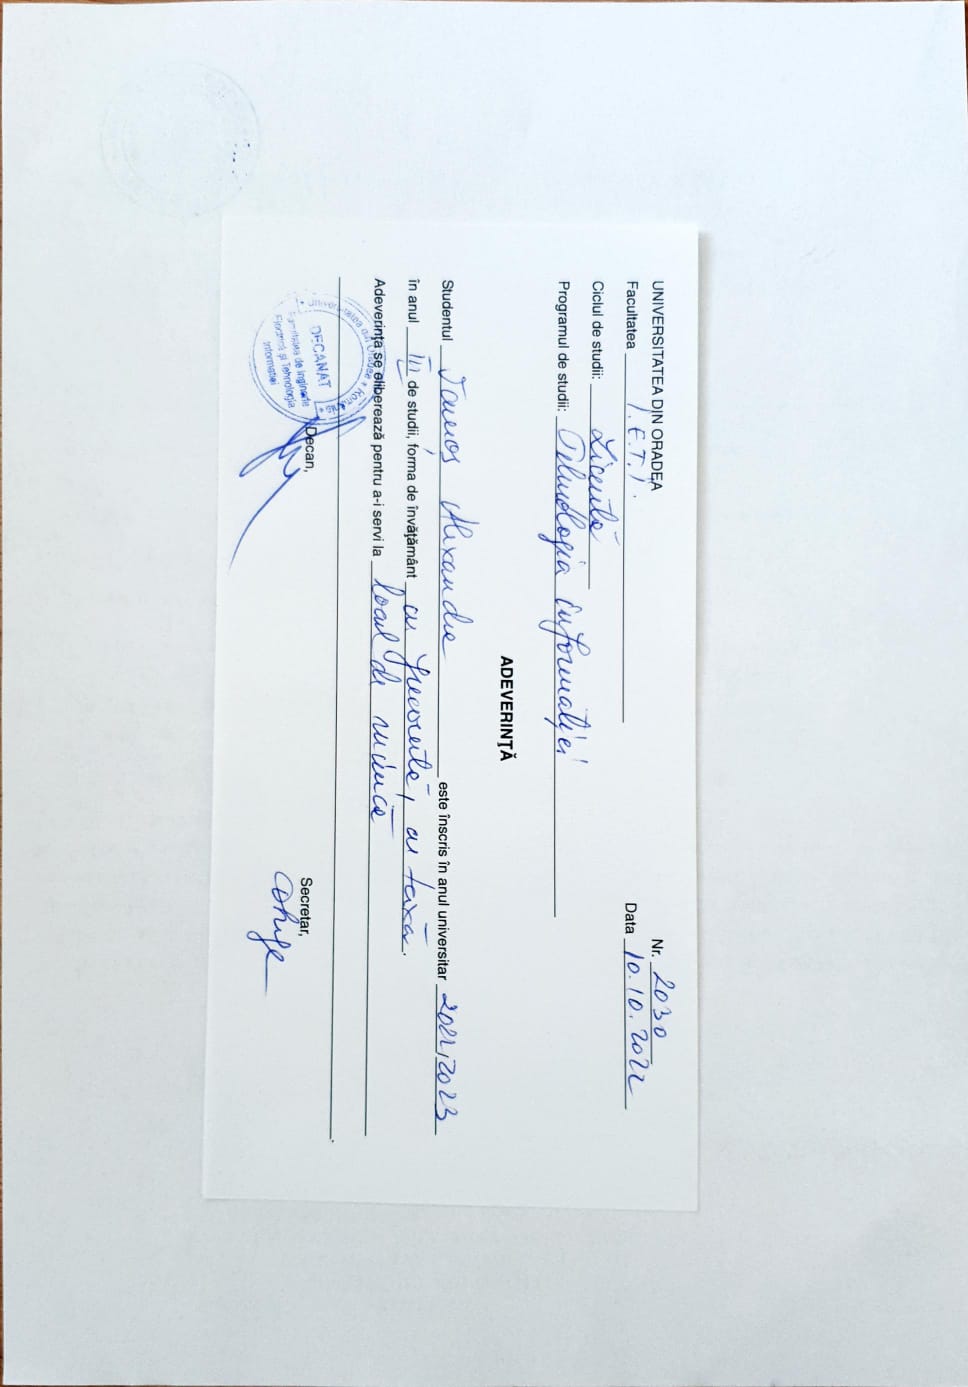 UNIVERSITATEA DIN ORADEA
Nr. 2030
Facultatea I.E.T.I.
Data 10.10.2022
Ciclul de studii: Licență
Programul de studii: Tehnologia informației
ADEVERINȚĂ
Studentul Alexandru este înscris în anul universitar 2022/2023
în anul III de studii, forma de învățământ cu frecvență, cu taxă.
Adeverința se eliberează pentru a-i servi la locul de muncă
Decan,
Secretar,
Universitatea din Oradea
DECANAT
Facultatea de Inginerie
Electrică și Tehnologia
Informației